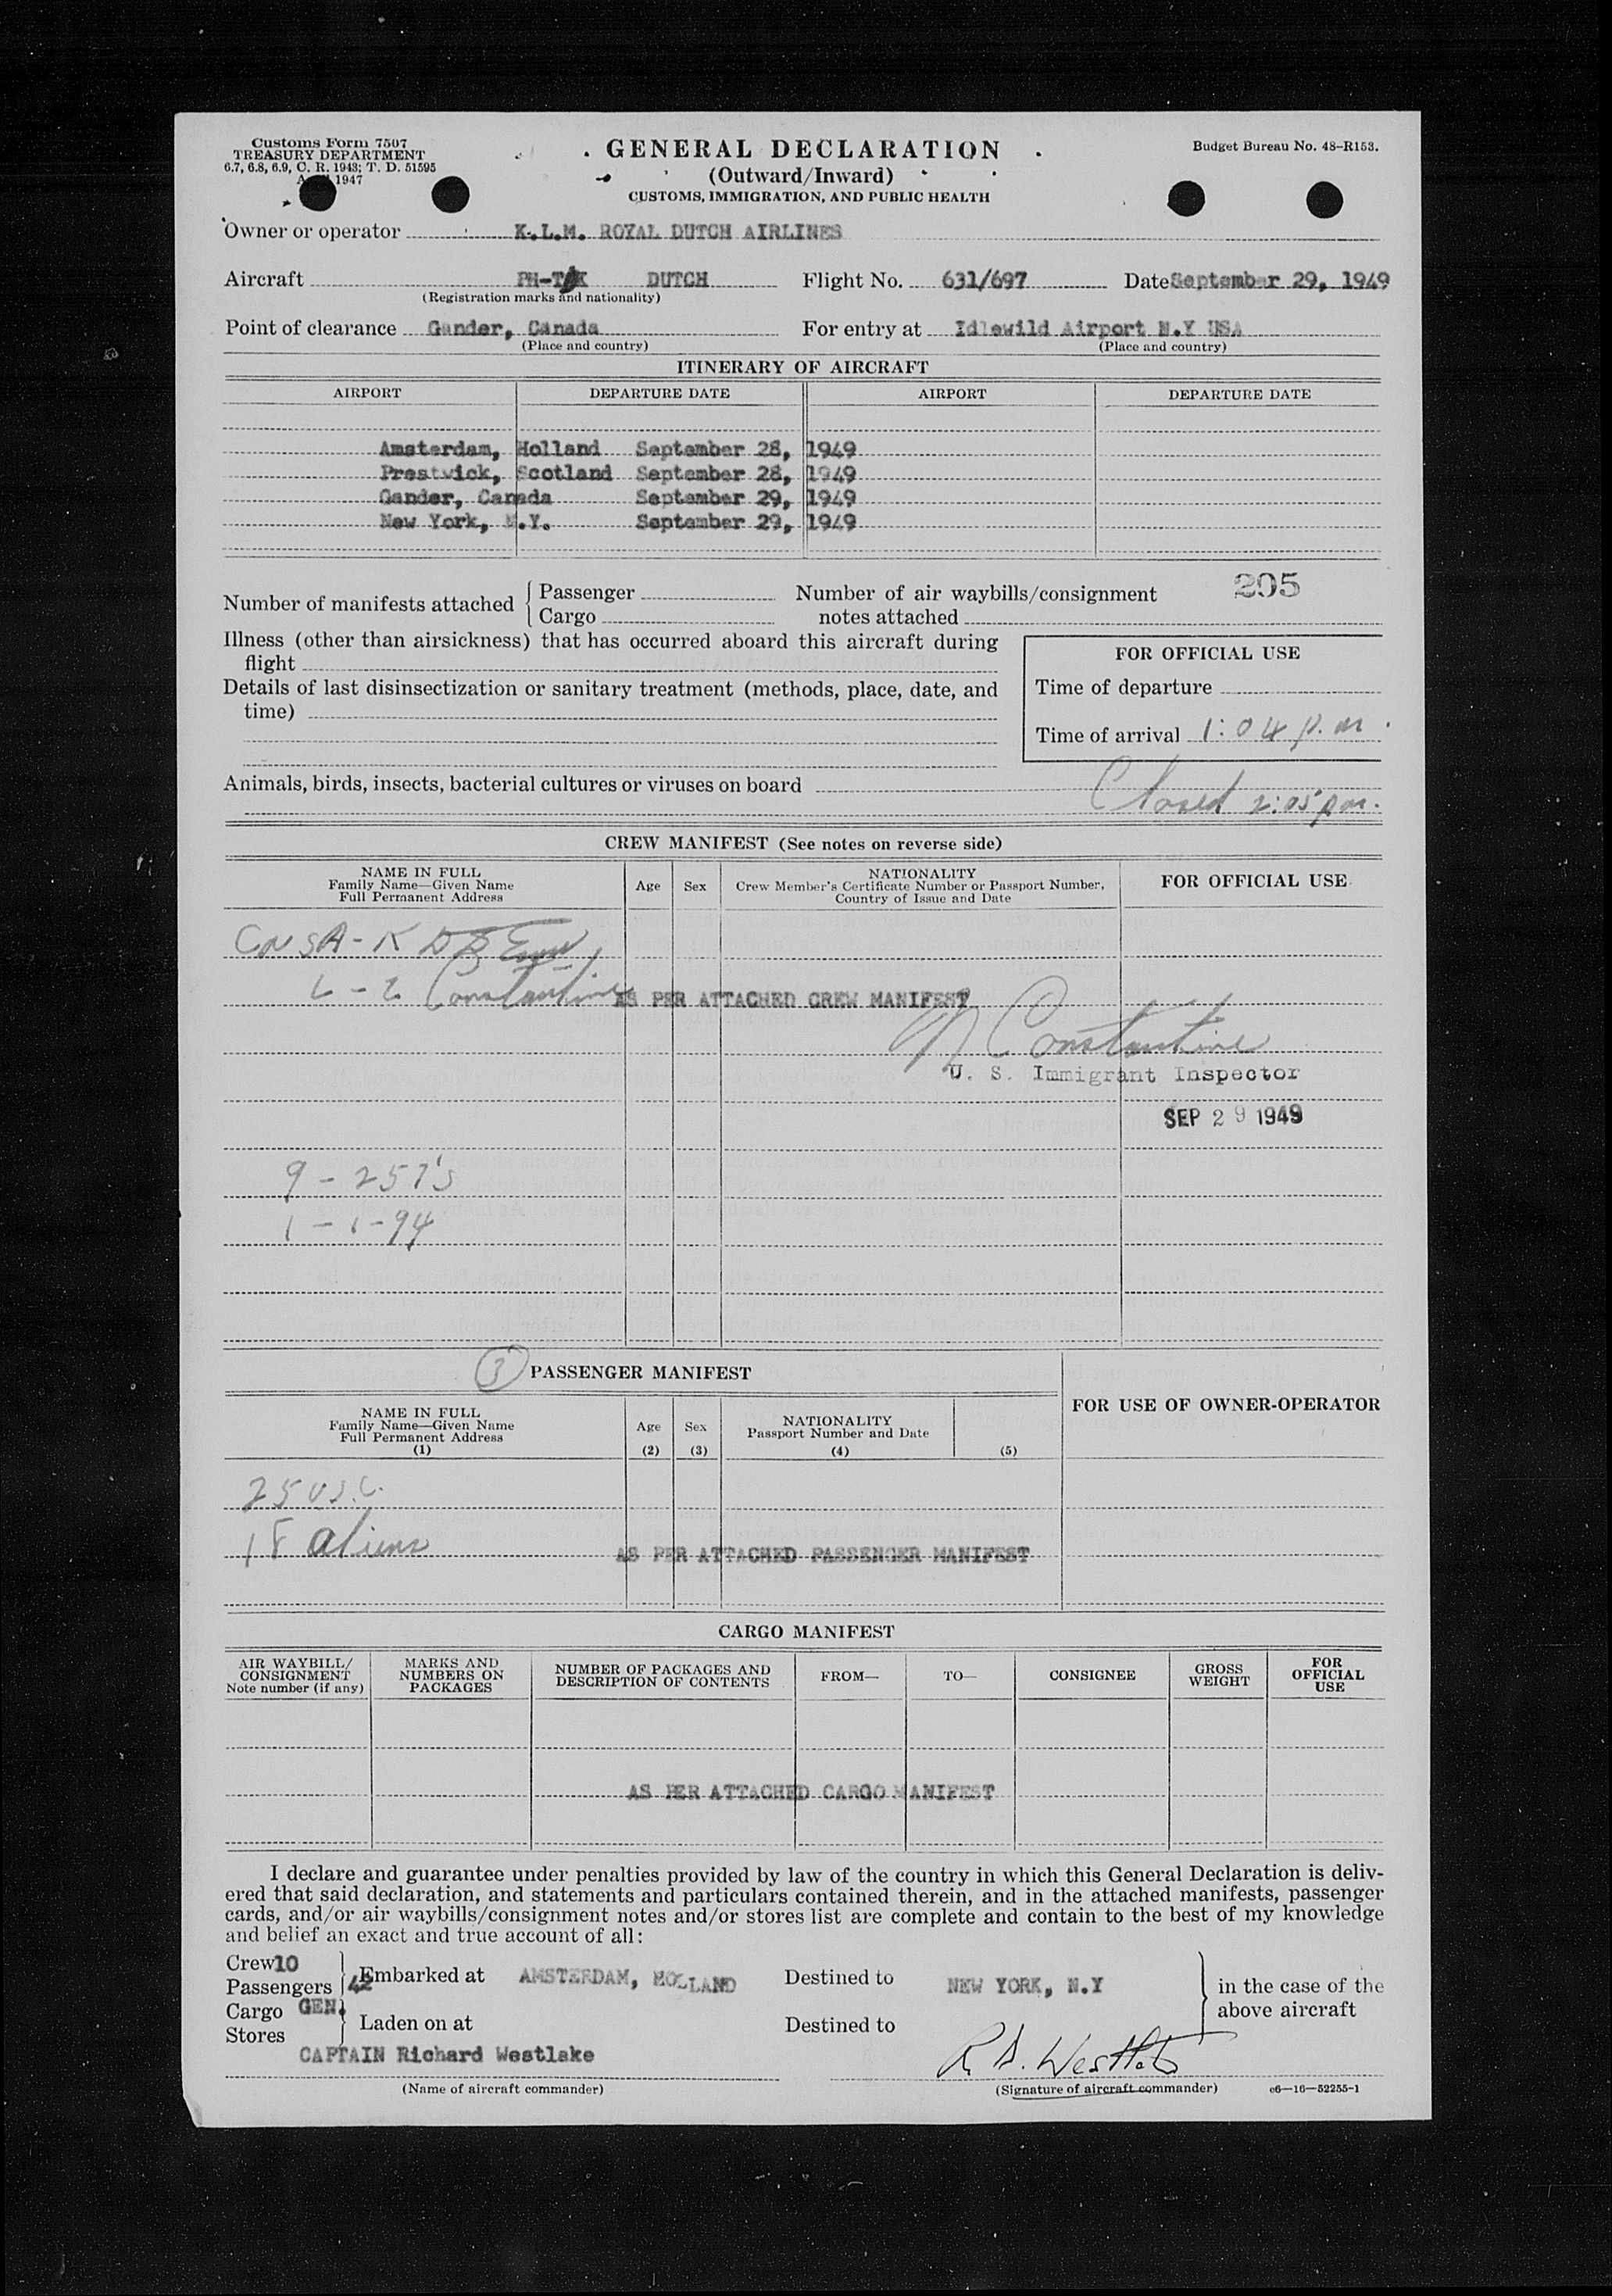 Customs Form 7507
TREASURY DEPARTMENT
6.7, 6.8, 6.9, C. R. 1943; T. D. 51595
1947
GENERAL DECLARATION
(Outward/Inward)
CUSTOMS, IMMIGRATION, AND PUBLIC HEALTH
Budget Bureau No. 48-R153.
Owner or operator K.L.M. ROYAL DUTCH AIRLINES
Aircraft DUTCH Flight No. 631/697 Date September 29, 1949
(Registration marks and nationality)
Point of clearance Gander, Canada For entry at Idlewild Airport N.Y USA
(Place and country) (Place and country)
ITINERARY OF AIRCRAFT
AIRPORT DEPARTURE DATE AIRPORT DEPARTURE DATE
Amsterdam, Holland September 28, 1949
Prestwick, Scotland September 28, 1949
Gander, Canada September 29, 1949
New York, N.Y. September 29, 1949
205
Number of manifests attached { Passenger Number of air waybills/consignment
Cargo notes attached
Illness (other than airsickness) that has occurred aboard this aircraft during
flight
Details of last disinsectization or sanitary treatment (methods, place, date, and
time)
FOR OFFICIAL USE
Time of departure
Time of arrival 1:04 p.m.
Animals, birds, insects, bacterial cultures or viruses on board
Closed 2:05 p.m.
CREW MANIFEST (See notes on reverse side)
NAME IN FULL
Family Name—Given Name
Full Permanent Address
Age Sex
NATIONALITY
Crew Member's Certificate Number or Passport Number,
Country of Issue and Date
FOR OFFICIAL USE
Constantine
AS PER ATTACHED CREW MANIFEST
N Constantine
U. S. Immigrant Inspector
SEP 29 1949
9 - 257's
1 - I-94
3 PASSENGER MANIFEST
FOR USE OF OWNER-OPERATOR
NAME IN FULL
Family Name—Given Name
Full Permanent Address
(1)
Age Sex
(2) (3)
NATIONALITY
Passport Number and Date
(4) (5)
25 U.S.C.
18 aliens
AS PER ATTACHED PASSENGER MANIFEST
CARGO MANIFEST
AIR WAYBILL/
CONSIGNMENT
Note number (if any)
MARKS AND
NUMBERS ON
PACKAGES
NUMBER OF PACKAGES AND
DESCRIPTION OF CONTENTS
FROM— TO— CONSIGNEE
GROSS
WEIGHT
FOR
OFFICIAL
USE
AS PER ATTACHED CARGO MANIFEST
I declare and guarantee under penalties provided by law of the country in which this General Declaration is deliv-
ered that said declaration, and statements and particulars contained therein, and in the attached manifests, passenger
cards, and/or air waybills/consignment notes and/or stores list are complete and contain to the best of my knowledge
and belief an exact and true account of all:
Crew 10
Passengers 42 Embarked at AMSTERDAM, HOLLAND Destined to NEW YORK, N.Y in the case of the
Cargo GEN. above aircraft
Stores Laden on at Destined to
CAPTAIN Richard Westlake R. A. Westlake
(Name of aircraft commander) (Signature of aircraft commander) c6—16—52255-1